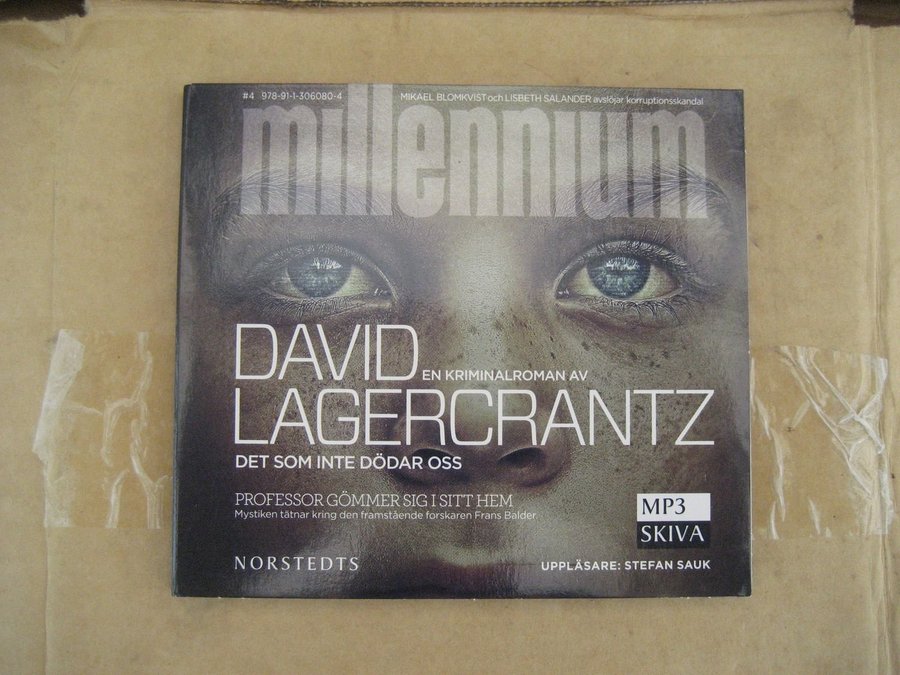 #4 978-91-1-306080-4 MIKAEL BLOMKVIST och LISBETH SALANDER avslöjar korruptionsskandal
millennium
DAVID
EN KRIMINALROMAN AV
LAGERCRANTZ
DET SOM INTE DÖDAR OSS
PROFESSOR GÖMMER SIG I SITT HEM
Mystiken tätnar kring den framstående forskaren Frans Balder
MP3
SKIVA
NORSTEDTS
UPPLÄSARE: STEFAN SAUK